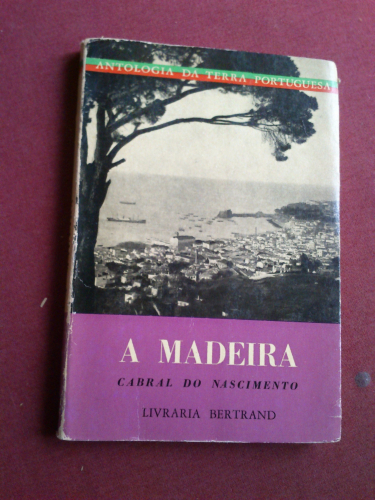 ANTOLOGIA DA TERRA PORTUGUESA
A MADEIRA
CABRAL DO NASCIMENTO
LIVRARIA BERTRAND